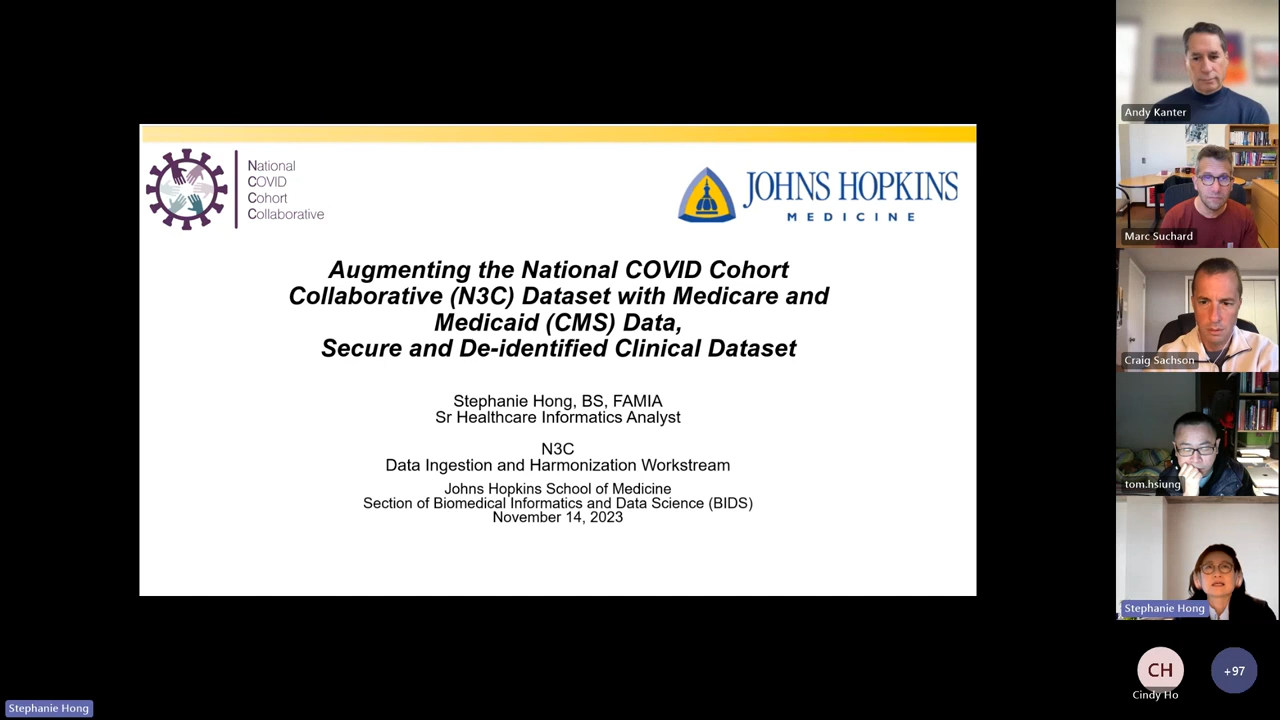 National
COVID
Cohort
Collaborative
JOHNS HOPKINS
MEDICINE
Augmenting the National COVID Cohort
Collaborative (N3C) Dataset with Medicare and
Medicaid (CMS) Data,
Secure and De-identified Clinical Dataset
Stephanie Hong, BS, FAMIA
Sr Healthcare Informatics Analyst
N3C
Data Ingestion and Harmonization Workstream
Johns Hopkins School of Medicine
Section of Biomedical Informatics and Data Science (BIDS)
November 14, 2023
Andy Kanter
Marc Suchard
Craig Sachson
tom.hsiung
Stephanie Hong
CH
+97
Cindy Ho
Stephanie Hong